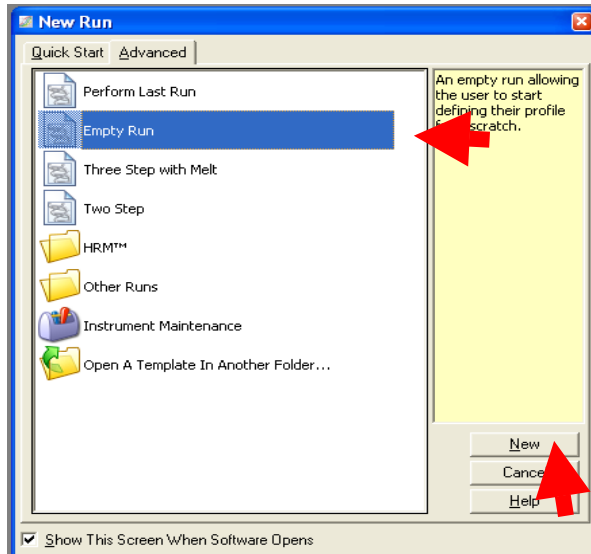 New Run
Quick Start Advanced
Perform Last Run
Empty Run
Three Step with Melt
Two Step
HRM™
Other Runs
Instrument Maintenance
Open A Template In Another Folder...
An empty run allowing
the user to start
defining their profile
scratch.
New
Cancel
Help
Show This Screen When Software Opens